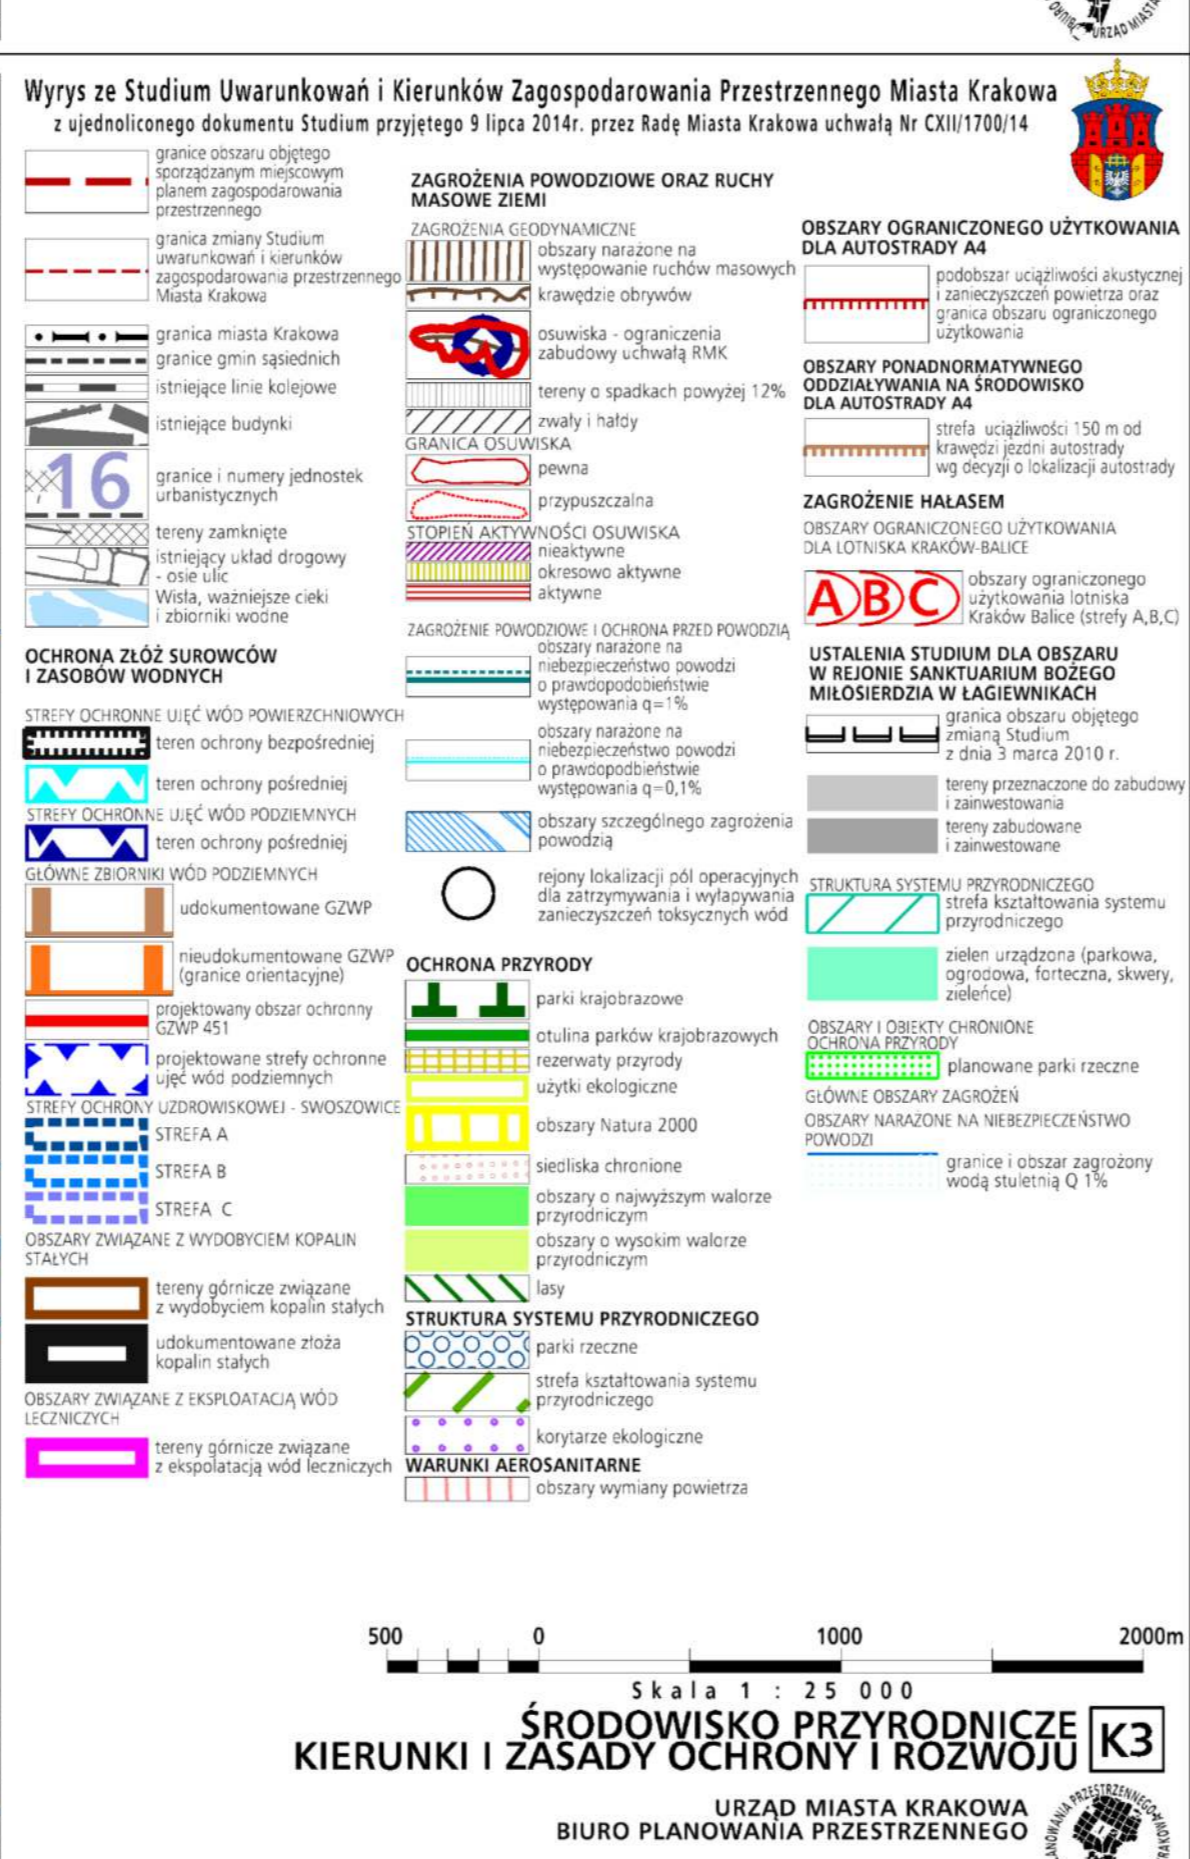 URZĄD MIASTA
Wyrys ze Studium Uwarunkowań i Kierunków Zagospodarowania Przestrzennego Miasta Krakowa
z ujednoliconego dokumentu Studium przyjętego 9 lipca 2014r. przez Radę Miasta Krakowa uchwałą Nr CXII/1700/14
granice obszaru objętego
sporządzanym miejscowym
planem zagospodarowania
przestrzennego
granica zmiany Studium
uwarunkowań i kierunków
zagospodarowania przestrzennego
Miasta Krakowa
granica miasta Krakowa
granice gmin sąsiednich
istniejące linie kolejowe
istniejące budynki
16
granice i numery jednostek
urbanistycznych
tereny zamknięte
istniejący układ drogowy
- osie ulic
Wisła, ważniejsze cieki
i zbiorniki wodne
OCHRONA ZŁÓŻ SUROWCÓW
I ZASOBÓW WODNYCH
STREFY OCHRONNE UJĘĆ WÓD POWIERZCHNIOWYCH
teren ochrony bezpośredniej
teren ochrony pośredniej
STREFY OCHRONNE UJĘĆ WÓD PODZIEMNYCH
teren ochrony pośredniej
GŁÓWNE ZBIORNIKI WÓD PODZIEMNYCH
udokumentowane GZWP
nieudokumentowane GZWP
(granice orientacyjne)
projektowany obszar ochronny
GZWP 451
projektowane strefy ochronne
ujęć wód podziemnych
STREFY OCHRONY UZDROWISKOWEJ - SWOSZOWICE
STREFA A
STREFA B
STREFA C
OBSZARY ZWIĄZANE Z WYDOBYCIEM KOPALIN
STAŁYCH
tereny górnicze związane
z wydobyciem kopalin stałych
udokumentowane złoża
kopalin stałych
OBSZARY ZWIĄZANE Z EKSPLOATACJĄ WÓD
LECZNICZYCH
tereny górnicze związane
z ekspolatacją wód leczniczych
ZAGROŻENIA POWODZIOWE ORAZ RUCHY
MASOWE ZIEMI
ZAGROŻENIA GEODYNAMICZNE
obszary narażone na
występowanie ruchów masowych
krawędzie obrywów
osuwiska - ograniczenia
zabudowy uchwałą RMK
tereny o spadkach powyżej 12%
zwały i hałdy
GRANICA OSUWISKA
pewna
przypuszczalna
STOPIEŃ AKTYWNOŚCI OSUWISKA
nieaktywne
okresowo aktywne
aktywne
ZAGROŻENIE POWODZIOWE I OCHRONA PRZED POWODZIĄ
obszary narażone na
niebezpieczeństwo powodzi
o prawdopodobieństwie
występowania q=1%
obszary narażone na
niebezpieczeństwo powodzi
o prawdopodbieństwie
występowania q=0,1%
obszary szczególnego zagrożenia
powodzią
rejony lokalizacji pól operacyjnych
dla zatrzymywania i wyłapywania
zanieczyszczeń toksycznych wód
OCHRONA PRZYRODY
parki krajobrazowe
otulina parków krajobrazowych
rezerwaty przyrody
użytki ekologiczne
obszary Natura 2000
siedliska chronione
obszary o najwyższym walorze
przyrodniczym
obszary o wysokim walorze
przyrodniczym
lasy
STRUKTURA SYSTEMU PRZYRODNICZEGO
parki rzeczne
strefa kształtowania systemu
przyrodniczego
korytarze ekologiczne
WARUNKI AEROSANITARNE
obszary wymiany powietrza
OBSZARY OGRANICZONEGO UŻYTKOWANIA
DLA AUTOSTRADY A4
podobszar uciążliwości akustycznej
i zanieczyszczeń powietrza oraz
granica obszaru ograniczonego
użytkowania
OBSZARY PONADNORMATYWNEGO
ODDZIAŁYWANIA NA ŚRODOWISKO
DLA AUTOSTRADY A4
strefa uciążliwości 150 m od
krawędzi jezdni autostrady
wg decyzji o lokalizacji autostrady
ZAGROŻENIE HAŁASEM
OBSZARY OGRANICZONEGO UŻYTKOWANIA
DLA LOTNISKA KRAKÓW-BALICE
A B C
obszary ograniczonego
użytkowania lotniska
Kraków Balice (strefy A,B,C)
USTALENIA STUDIUM DLA OBSZARU
W REJONIE SANKTUARIUM BOŻEGO
MIŁOSIERDZIA W ŁAGIEWNIKACH
granica obszaru objętego
zmianą Studium
z dnia 3 marca 2010 r.
tereny przeznaczone do zabudowy
i zainwestowania
tereny zabudowane
i zainwestowane
STRUKTURA SYSTEMU PRZYRODNICZEGO
strefa kształtowania systemu
przyrodniczego
zielen urządzona (parkowa,
ogrodowa, forteczna, skwery,
zieleńce)
OBSZARY I OBIEKTY CHRONIONE
OCHRONA PRZYRODY
planowane parki rzeczne
GŁÓWNE OBSZARY ZAGROŻEŃ
OBSZARY NARAŻONE NA NIEBEZPIECZEŃSTWO
POWODZI
granice i obszar zagrożony
wodą stuletnią Q 1%
500 0 1000 2000m
Skala 1 : 25 000
ŚRODOWISKO PRZYRODNICZE
KIERUNKI I ZASADY OCHRONY I ROZWOJU
K3
URZĄD MIASTA KRAKOWA
BIURO PLANOWANIA PRZESTRZENNEGO